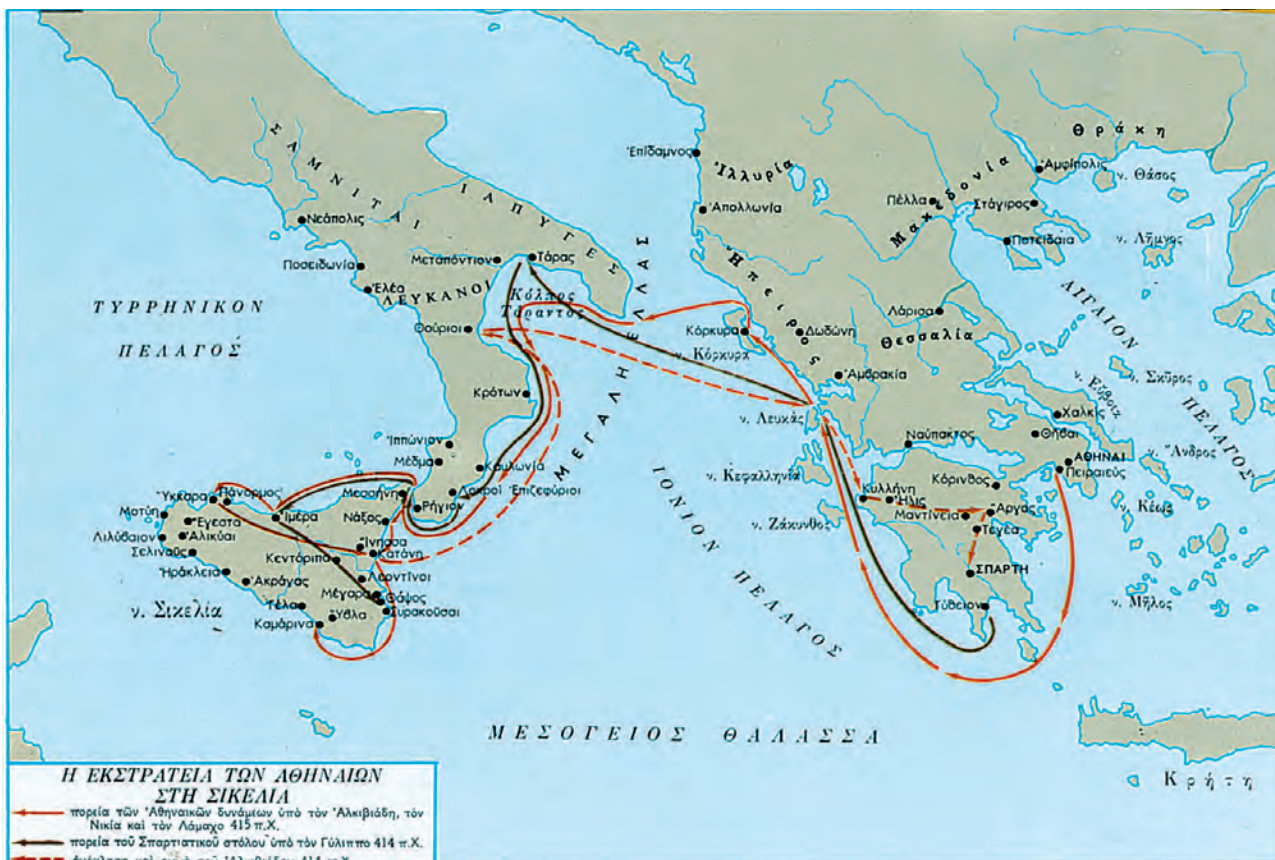 Θράκη
Ἐπίδαμνος
Ἰλλυρία
Ἀμφίπολις
ν. Θάσος
ΣΑΜΝΙΤΑΙ
ΙΑΠΥΓΕΣ
Ἀπολλωνία
Πέλλα
Μακεδονία
Στάγιρος
Νεάπολις
Ποτείδαια
ν. Λῆμνος
Ποσειδωνία
Μεταπόντιον
Τάρας
Ἤπειρος
ΑΙΓΑΙΟΝ ΠΕΛΑΓΟΣ
Ἐλέα
ΛΕΥΚΑΝΟΙ
Κόλπος
Τάραντος
ΤΥΡΡΗΝΙΚΟΝ
ΠΕΛΑΓΟΣ
Θούριοι
ΜΕΓΑΛΗ ΕΛΛΑΣ
Κόρκυρα
ν. Κόρκυρα
Δωδώνη
Λάρισα
Θεσσαλία
Ἀμβρακία
ν. Σκῦρος
ν. Εὔβοια
Κρότων
ν. Λευκὰς
Χαλκὶς
Θῆβαι
Ναύπακτος
Ἱππώνιον
Μέδμα
Καυλωνία
ΑΘΗΝΑΙ
Πειραιεύς
ν. Ἄνδρος
ΙΟΝΙΟΝ ΠΕΛΑΓΟΣ
ν. Κεφαλληνία
Κόρινθος
Ὕκκαρα
Πάνορμος
Μεσσήνη
Λοκροὶ Ἐπιζεφύριοι
Κυλλήνη
Ἦλις
Ῥήγιον
Μοτύη
Ἱμέρα
Νάξος
ν. Ζάκυνθος
Μαντίνεια
Ἄργος
ν. Κέως
Ἔγεστα
Τεγέα
Λιλύβαιον
Ἁλικύαι
Ἴνησσα
Κατάνη
Σελινοῦς
Κεντόριπα
Ἡράκλεια
Ἀκράγας
Λεοντῖνοι
ΣΠΑΡΤΗ
Μέγαρα
Θάψος
ν. Σικελία
Γέλα
Ὕβλα
Συρακοῦσαι
Γύθειον
ν. Μῆλος
Καμάρινα
ΜΕΣΟΓΕΙΟΣ ΘΑΛΑΣΣΑ
Κρήτη
Η ΕΚΣΤΡΑΤΕΙΑ ΤΩΝ ΑΘΗΝΑΙΩΝ
ΣΤΗ ΣΙΚΕΛΙΑ
πορεία τῶν Ἀθηναϊκῶν δυνάμεων ὑπὸ τὸν Ἀλκιβιάδη, τὸν
Νικία καὶ τὸν Λάμαχο 415 π.Χ.
πορεία τοῦ Σπαρτιατικοῦ στόλου ὑπὸ τὸν Γύλιππο 414 π.Χ.